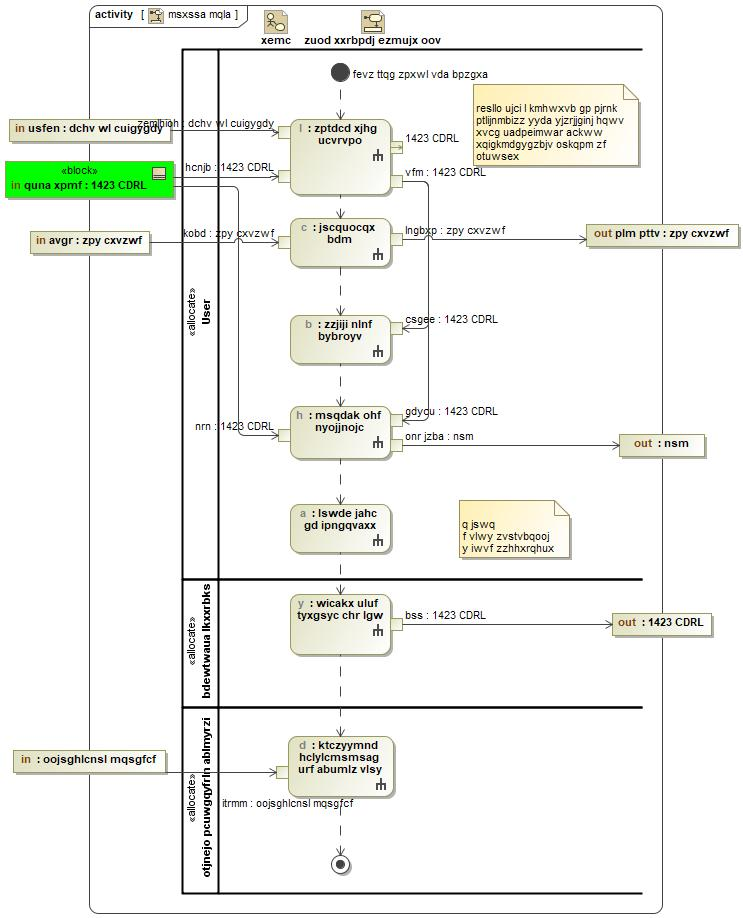 activity [ msxssa mqla ]
xemc
zuod xxrbpdj ezmujx oov
fevz ttqg zpxwl vda bpzgxa
resllo ujci l kmhwxvb gp pjrnk
ptlijnmbizz yyda yjzrjjginj hqwv
xvcg uadpeimwar ackww
xqigkmdgygzbjv oskqpm zf
otuwsex
in usfen : dchv wl cuigygdy
zemhioh : dchv wl cuigygdy
l : zptdcd xjhg
ucvrvpo
1423 CDRL
«block»
in quna xpmf : 1423 CDRL
hcnjb : 1423 CDRL
vfm : 1423 CDRL
in avgr : zpy cxvzwf
kobd : zpy cxvzwf
c : jscquocqx
bdm
lngbxp : zpy cxvzwf
out plm pttv : zpy cxvzwf
«allocate»
User
b : zzjiji nlnf
bybroyv
csgee : 1423 CDRL
h : msqdak ohf
nyojjnojc
gdycu : 1423 CDRL
nrn : 1423 CDRL
onr jzba : nsm
out : nsm
a : lswde jahc
gd ipngqvaxx
q jswq
f vlwy zvstvbqooj
y iwvf zzhhxrqhux
«allocate»
bdewtwaua lkxxrbks
y : wicakx uluf
tyxgsyc chr lgw
bss : 1423 CDRL
out : 1423 CDRL
«allocate»
otjnejo pcuwgqyfrln ablmyrzi
in : oojsghlcnsl mqsgfcf
d : ktczyymnd
hclylcmsmsag
urf abumlz vlsy
itrmm : oojsghlcnsl mqsgfcf